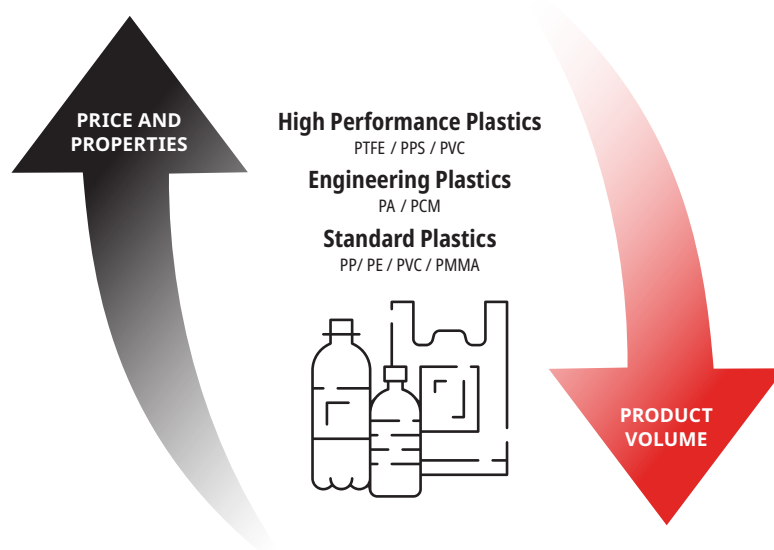 PRICE AND
PROPERTIES
High Performance Plastics
PTFE / PPS / PVC
Engineering Plastics
PA / PCM
Standard Plastics
PP/ PE / PVC / PMMA
PRODUCT
VOLUME